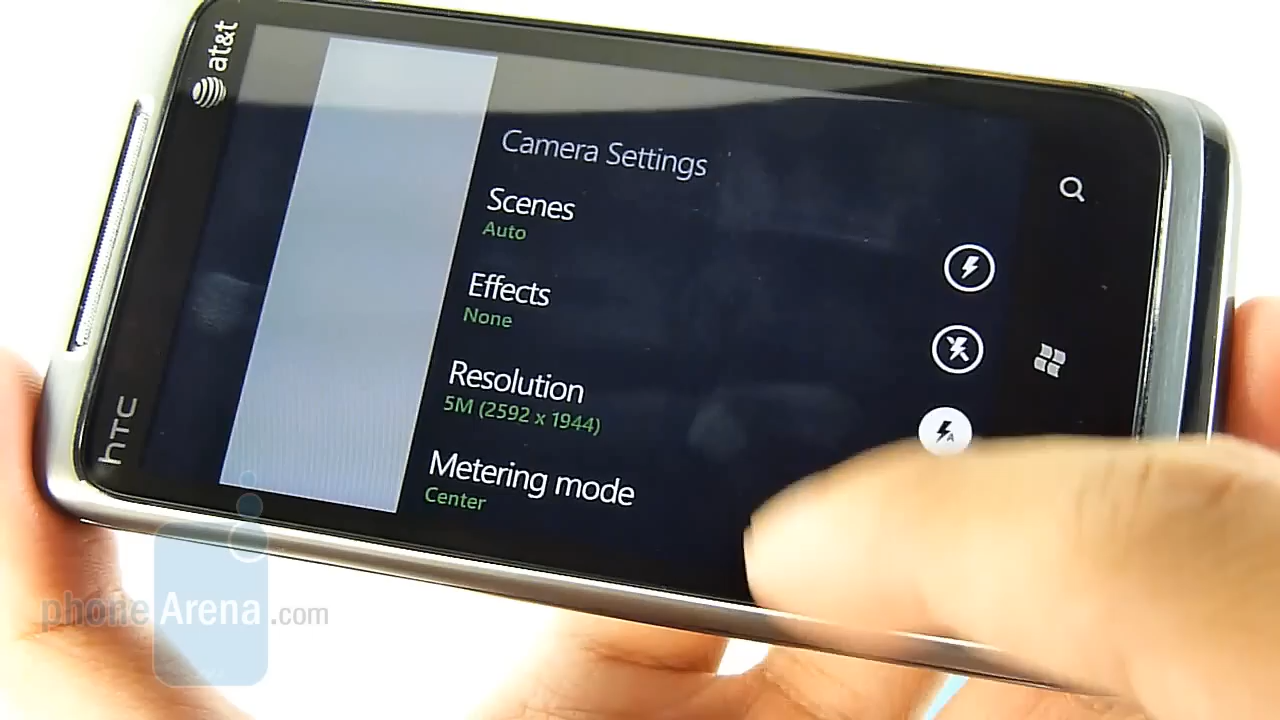 at&t
Camera Settings
Scenes
Auto
Effects
None
Resolution
5M (2592 x 1944)
Metering mode
Center
A
hTC
phoneArena.com